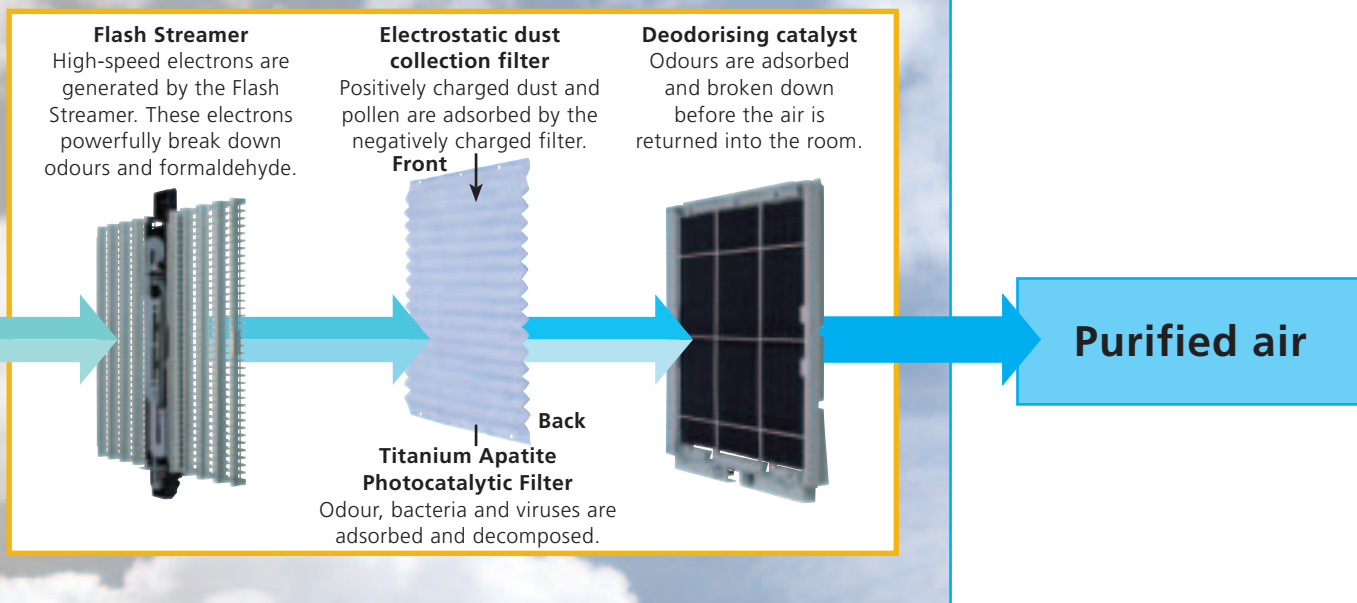 Flash Streamer
High-speed electrons are
generated by the Flash
Streamer. These electrons
powerfully break down
odours and formaldehyde.
Electrostatic dust
collection filter
Positively charged dust and
pollen are adsorbed by the
negatively charged filter.
Front
Back
Titanium Apatite
Photocatalytic Filter
Odour, bacteria and viruses are
adsorbed and decomposed.
Deodorising catalyst
Odours are adsorbed
and broken down
before the air is
returned into the room.
Purified air